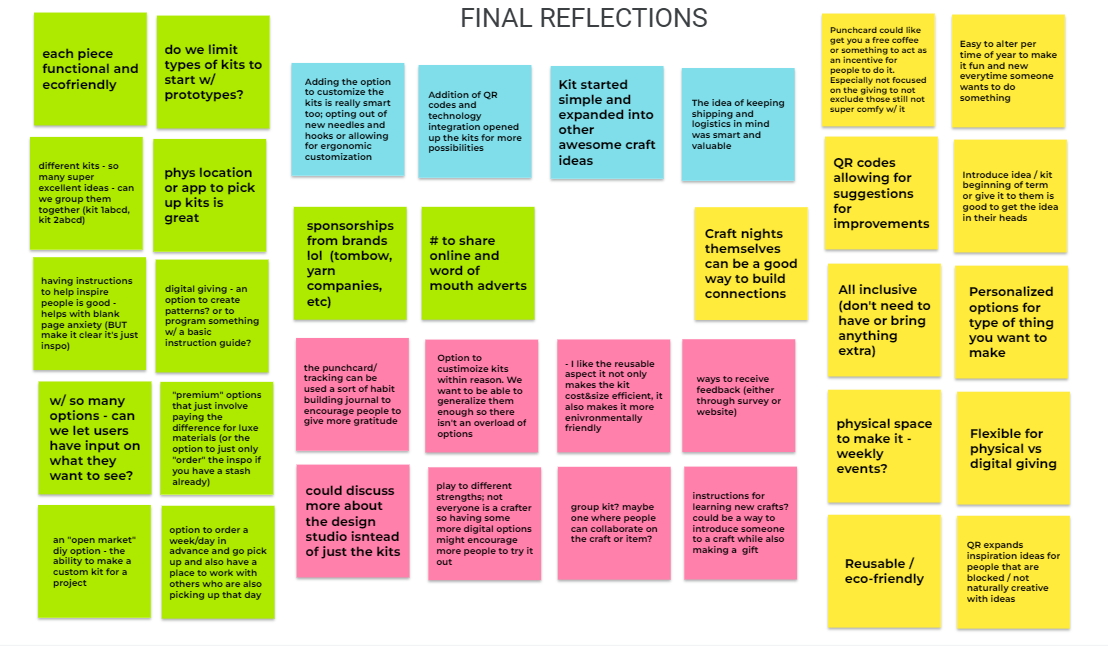 FINAL REFLECTIONS
each piece
functional and
ecofriendly
do we limit
types of kits to
start w/
prototypes?
different kits - so
many super
excellent ideas - can
we group them
together (kit 1abcd,
kit 2abcd)
phys location
or app to pick
up kits is
great
having instructions
to help inspire
people is good -
helps with blank
page anxiety (BUT
make it clear it's just
inspo)
digital giving - an
option to create
patterns? or to
program something
w/ a basic
instruction guide?
w/ so many
options - can
we let users
have input on
what they
want to see?
"premium" options
that just involve
paying the
difference for luxe
materials (or the
option to just only
"order" the inspo if
you have a stash
already)
an "open market"
diy option - the
ability to make a
custom kit for a
project
option to order a
week/day in
advance and go pick
up and also have a
place to work with
others who are also
picking up that day
Adding the option
to customize the
kits is really smart
too; opting out of
new needles and
hooks or allowing
for ergonomic
customization
Addition of QR
codes and
technology
integration opened
up the kits for more
possibilities
Kit started
simple and
expanded into
other
awesome craft
ideas
The idea of keeping
shipping and
logistics in mind
was smart and
valuable
sponsorships
from brands
lol (tombow,
yarn
companies,
etc)
# to share
online and
word of
mouth adverts
Craft nights
themselves
can be a good
way to build
connections
the punchcard/
tracking can be
used a sort of habit
building journal to
encourage people to
give more gratitude
Option to
custimoize kits
within reason. We
want to be able to
generalize them
enough so there
isn't an overload of
options
- I like the reusable
aspect it not only
makes the kit
cost&size efficient, it
also makes it more
enivronmentally
friendly
ways to receive
feedback (either
through survey or
website)
could discuss
more about
the design
studio isntead
of just the kits
play to different
strengths; not
everyone is a crafter
so having some
more digital options
might encourage
more people to try it
out
group kit? maybe
one where people
can collaborate on
the craft or item?
instructions for
learning new crafts?
could be a way to
introduce someone
to a craft while also
making a gift
Punchcard could like
get you a free coffee
or something to act as
an incentive for
people to do it.
Especially not focused
on the giving to not
exclude those still not
super comfy w/ it
Easy to alter per
time of year to make
it fun and new
everytime someone
wants to do
something
QR codes
allowing for
suggestions
for
improvements
Introduce idea / kit
beginning of term
or give it to them is
good to get the idea
in their heads
All inclusive
(don't need to
have or bring
anything
extra)
Personalized
options for
type of thing
you want to
make
physical space
to make it -
weekly
events?
Flexible for
physical vs
digital giving
Reusable /
eco-friendly
QR expands
inspiration ideas for
people that are
blocked / not
naturally creative
with ideas